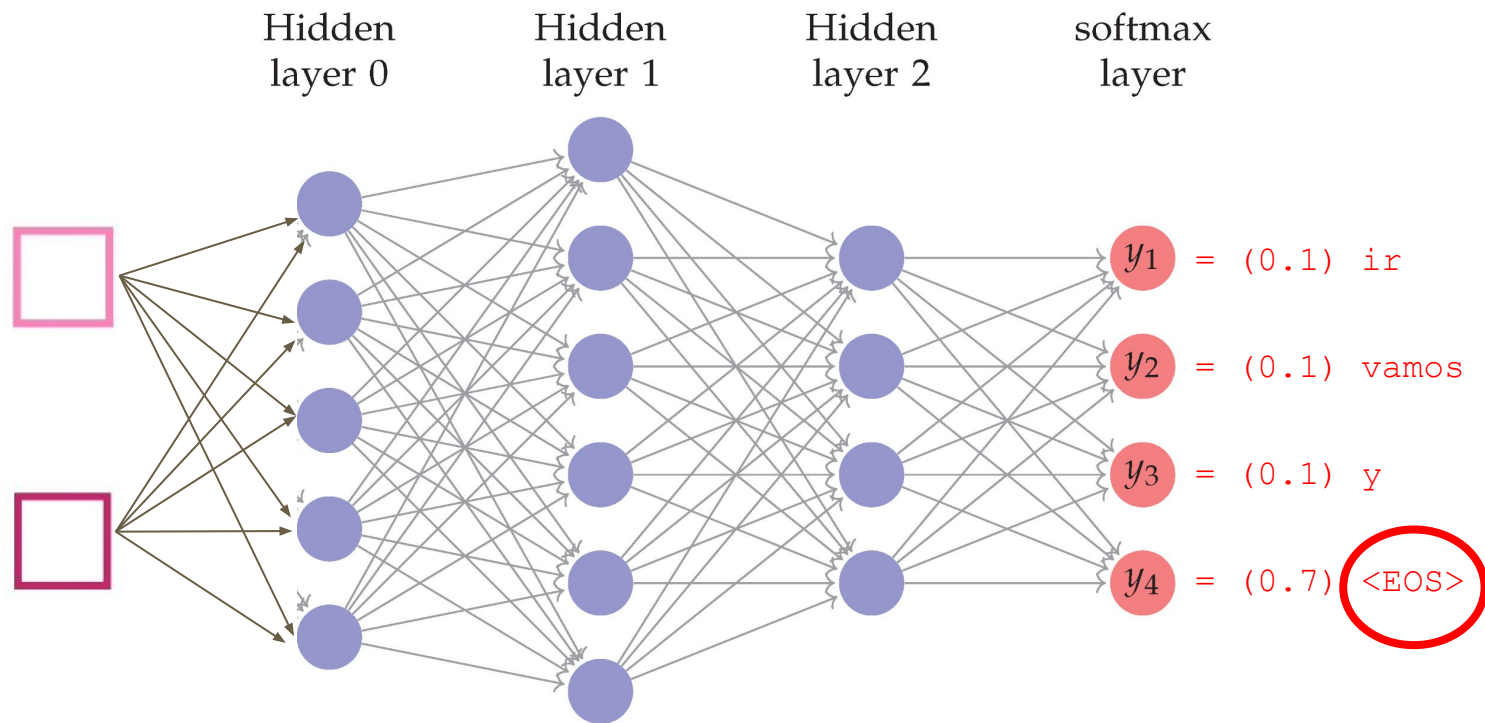 Hidden
layer 0
Hidden
layer 1
Hidden
layer 2
softmax
layer
y1 = (0.1) ir
y2 = (0.1) vamos
y3 = (0.1) y
y4 = (0.7) <EOS>